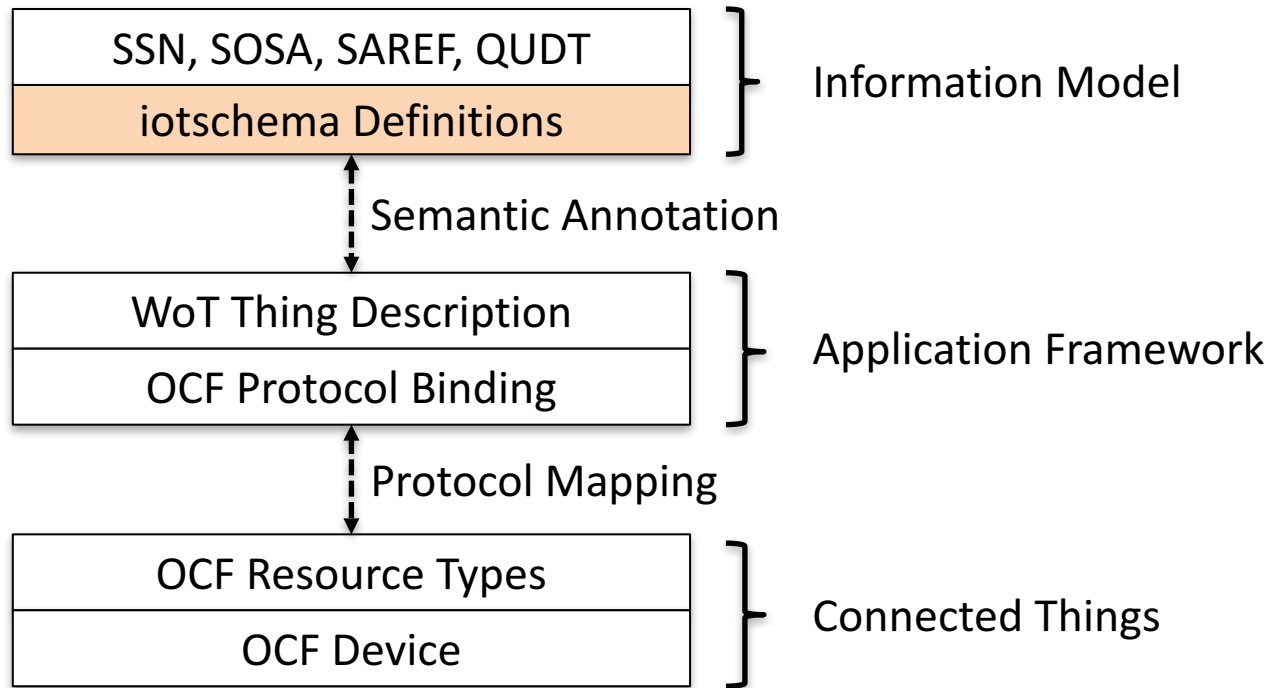 SSN, SOSA, SAREF, QUDT
iotschema Definitions
Information Model
Semantic Annotation
WoT Thing Description
OCF Protocol Binding
Application Framework
Protocol Mapping
OCF Resource Types
OCF Device
Connected Things